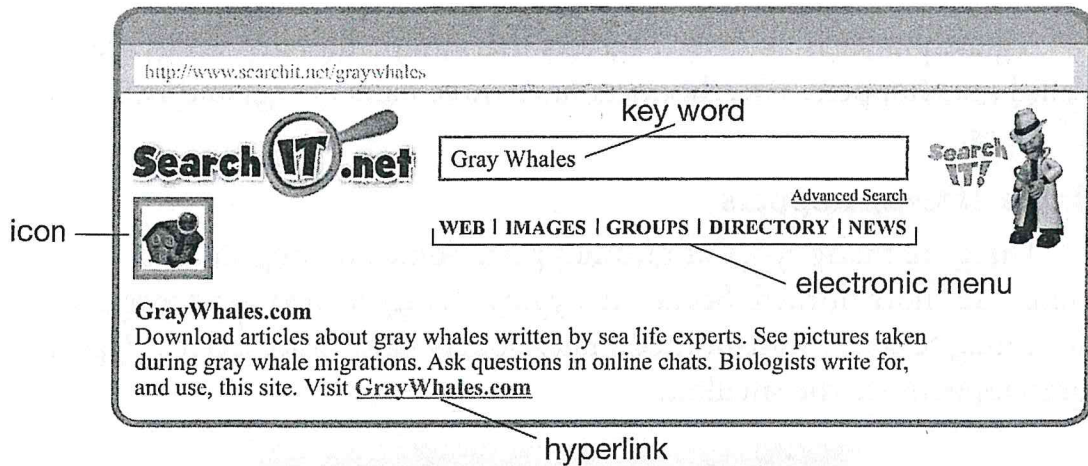 http://www.searchit.net/graywhales
key word
Search IT.net
Gray Whales
Search IT!
Advanced Search
icon
WEB | IMAGES | GROUPS | DIRECTORY | NEWS
electronic menu
GrayWhales.com
Download articles about gray whales written by sea life experts. See pictures taken
during gray whale migrations. Ask questions in online chats. Biologists write for,
and use, this site. Visit GrayWhales.com
hyperlink